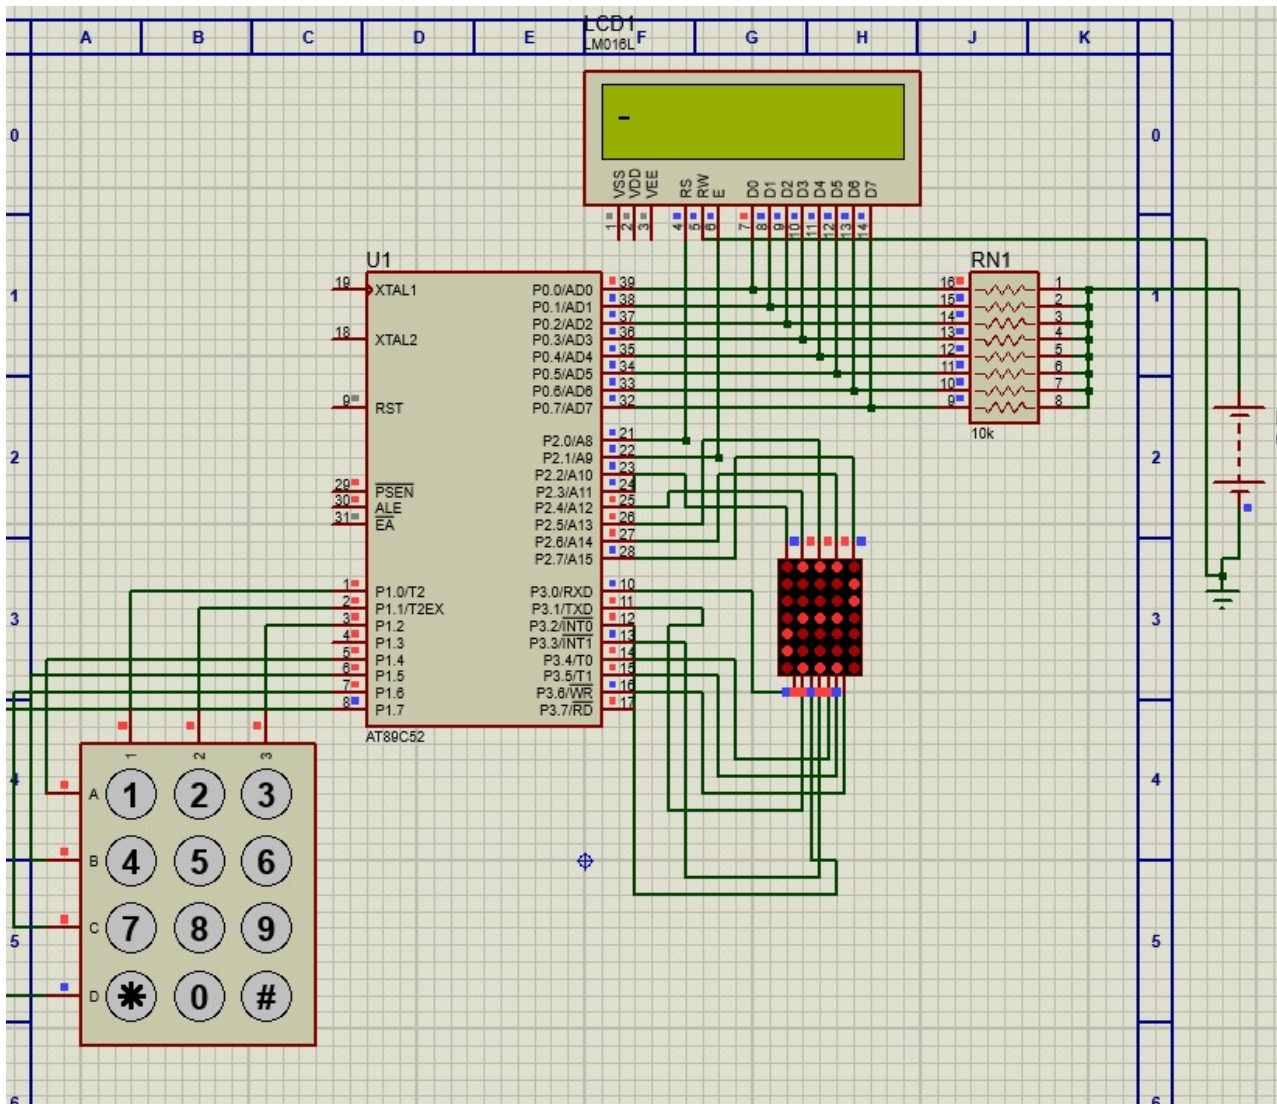 LCD1
LM016L
A B C D E F G H J K
0 0
-
VSS VDD VEE RS RW E D0 D1 D2 D3 D4 D5 D6 D7
1 2 3 4 5 6 7 8 9 10 11 12 13 14
U1
RN1
1 1
19 XTAL1 P0.0/AD0 39
P0.1/AD1 38
P0.2/AD2 37
18 XTAL2 P0.3/AD3 36
P0.4/AD4 35
P0.5/AD5 34
P0.6/AD6 33
9 RST P0.7/AD7 32
16 1
15 2
14 3
13 4
12 5
11 6
10 7
9 8
10k
2 2
P2.0/A8 21
P2.1/A9 22
P2.2/A10 23
29 PSEN P2.3/A11 24
30 ALE P2.4/A12 25
31 EA P2.5/A13 26
P2.6/A14 27
P2.7/A15 28
1 P1.0/T2 P3.0/RXD 10
2 P1.1/T2EX P3.1/TXD 11
3 P1.2 P3.2/INT0 12
4 P1.3 P3.3/INT1 13
5 P1.4 P3.4/T0 14
6 P1.5 P3.5/T1 15
7 P1.6 P3.6/WR 16
8 P1.7 P3.7/RD 17
AT89C52
3 3
1 2 3
4 4
A 1 2 3
B 4 5 6
C 7 8 9
5 5
D * 0 #
6 6